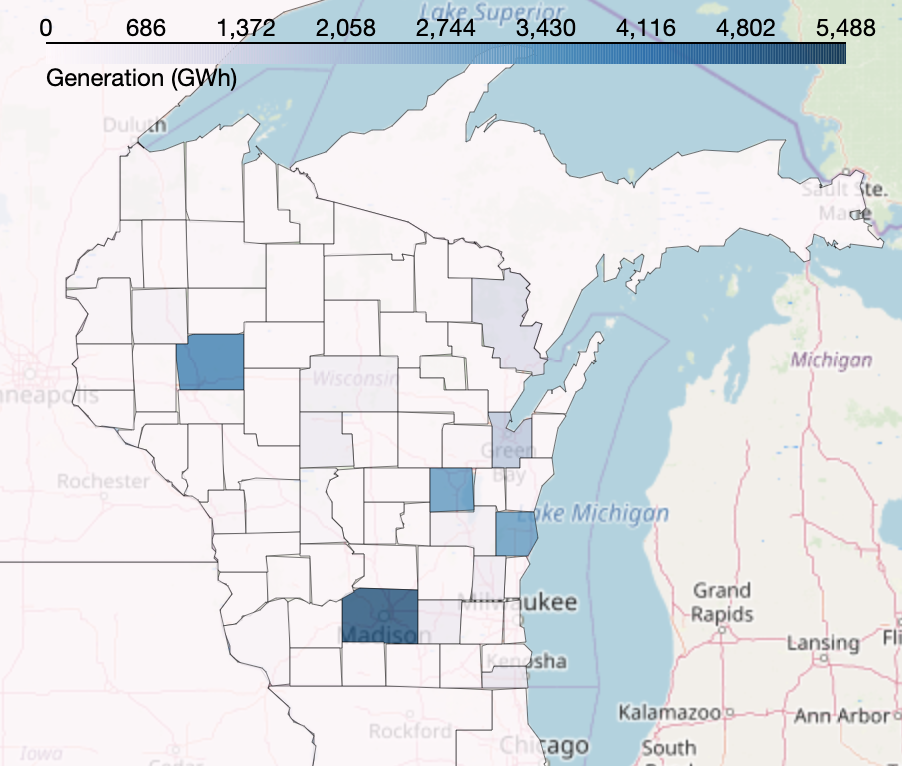 Lake Superior
0 686 1,372 2,058 2,744 3,430 4,116 4,802 5,488
Generation (GWh)
Duluth
Sault Ste.
Marie
Michigan
Wisconsin
nneapolis
Green
Bay
Rochester
Lake Michigan
Grand
Rapids
Milwaukee
Madison
Lansing
Fli
Kenosha
Kalamazoo
Ann Arbor
Rockford
Chicago
South
Iowa
Cedar